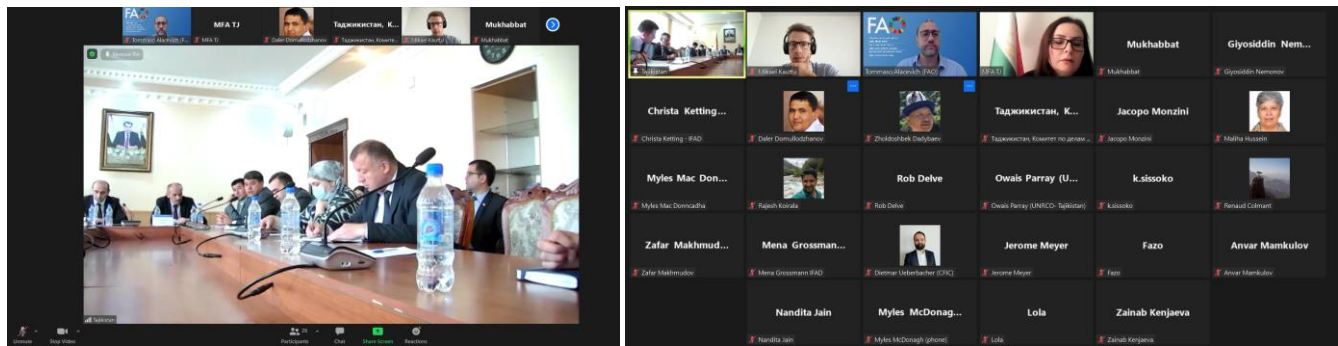 FAO
MFA TJ
Таджикистан, К...
Mukhabbat
Tommaso Alacevich (F...
MFA TJ
Daler Domullodzhanov
Таджикистан, Комите...
Mikael Kauttu
Mukhabbat
Tajikistan
Unmute
Stop Video
Participants
Chat
Share Screen
Reactions
FAO
Mukhabbat
Giyosiddin Nem...
Tajikistan
Mikael Kauttu
Tommaso Alacevich (FAO)
MFA TJ
Mukhabbat
Giyosiddin Nemonov
Christa Ketting...
Таджикистан, К...
Jacopo Monzini
Christa Ketting - IFAD
Daler Domullodzhanov
Zholdoshbek Dadybaev
Таджикистан, Комитет по делам ...
Jacopo Monzini
Maliha Hussein
Myles Mac Don...
Rob Delve
Owais Parray (U...
k.sissoko
Myles Mac Donncadha
Rajesh Koirala
Rob Delve
Owais Parray (UNRCO- Tajikistan)
k.sissoko
Renaud Colmant
Zafar Makhmud...
Mena Grossman...
Jerome Meyer
Fazo
Anvar Mamkulov
Zafar Makhmudov
Mena Grossmann IFAD
Dietmar Ueberbacher (CFIC)
Jerome Meyer
Fazo
Anvar Mamkulov
Nandita Jain
Myles McDonag...
Lola
Zainab Kenjaeva
Nandita Jain
Myles McDonagh (phone)
Lola
Zainab Kenjaeva